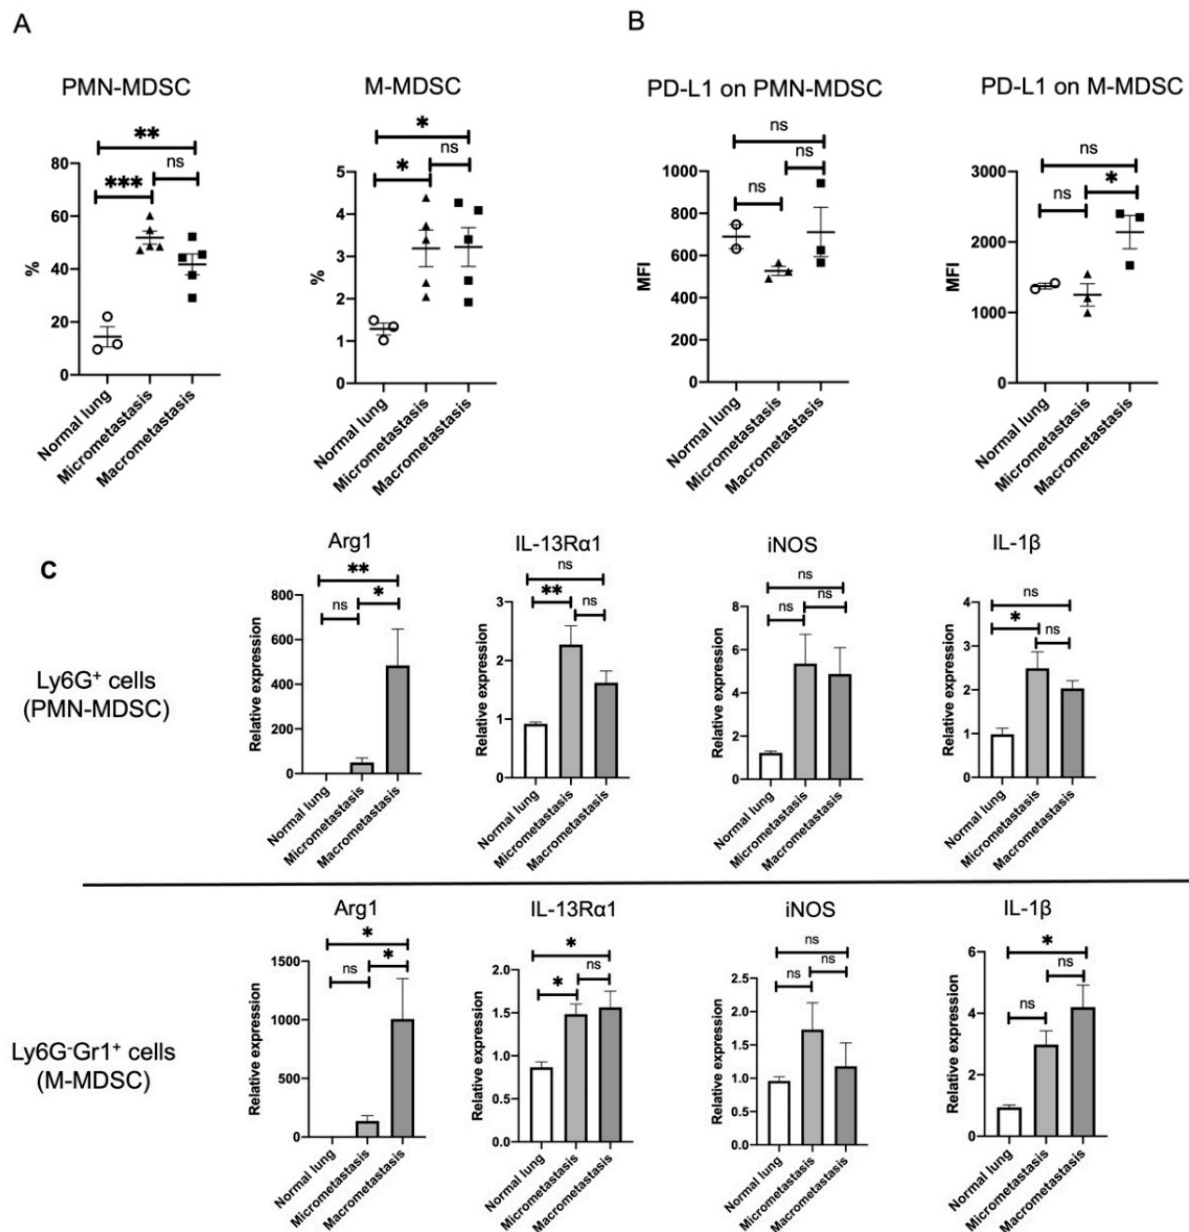 A
B
PMN-MDSC
M-MDSC
PD-L1 on PMN-MDSC
PD-L1 on M-MDSC
**
***
ns
80
60
40
20
0
%
Normal lung
Micrometastasis
Macrometastasis
*
*
ns
5
4
3
2
1
0
%
Normal lung
Micrometastasis
Macrometastasis
ns
ns
ns
1000
800
600
400
200
0
MFI
Normal lung
Micrometastasis
Macrometastasis
ns
ns
*
3000
2000
1000
0
MFI
Normal lung
Micrometastasis
Macrometastasis
C
Ly6G+ cells
(PMN-MDSC)
Arg1
**
ns
*
800
600
400
200
0
Relative expression
Normal lung
Micrometastasis
Macrometastasis
IL-13Rα1
ns
**
ns
3
2
1
0
Relative expression
Normal lung
Micrometastasis
Macrometastasis
iNOS
ns
ns
ns
8
6
4
2
0
Relative expression
Normal lung
Micrometastasis
Macrometastasis
IL-1β
ns
*
ns
4
3
2
1
0
Relative expression
Normal lung
Micrometastasis
Macrometastasis
Ly6G-Gr1+ cells
(M-MDSC)
Arg1
*
ns
*
1500
1000
500
0
Relative expression
Normal lung
Micrometastasis
Macrometastasis
IL-13Rα1
*
*
ns
2.0
1.5
1.0
0.5
0.0
Relative expression
Normal lung
Micrometastasis
Macrometastasis
iNOS
ns
ns
ns
2.5
2.0
1.5
1.0
0.5
0.0
Relative expression
Normal lung
Micrometastasis
Macrometastasis
IL-1β
*
ns
ns
6
4
2
0
Relative expression
Normal lung
Micrometastasis
Macrometastasis